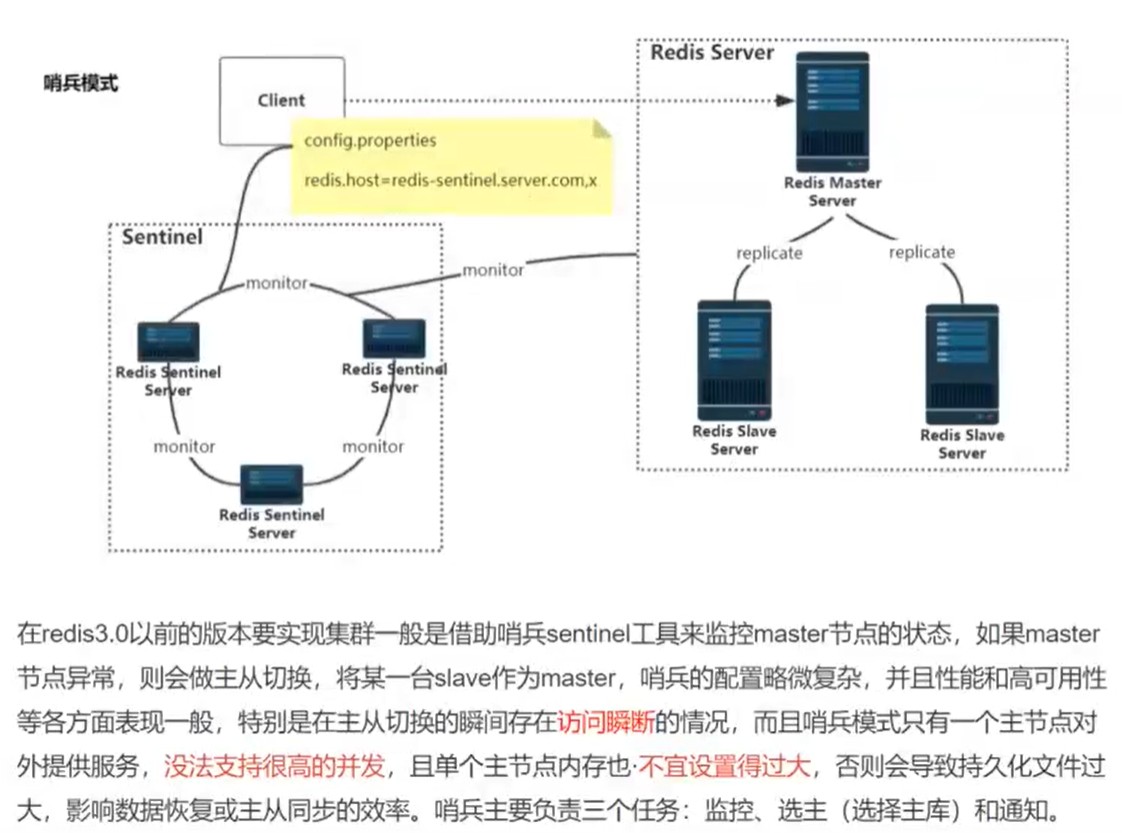 哨兵模式
Client
config.properties
redis.host=redis-sentinel.server.com,x
Redis Server
Redis Master
Server
replicate
replicate
Redis Slave
Server
Redis Slave
Server
Sentinel
monitor
monitor
Redis Sentinel
Server
Redis Sentinel
Server
monitor
monitor
Redis Sentinel
Server
在redis3.0以前的版本要实现集群一般是借助哨兵sentinel工具来监控master节点的状态，如果master
节点异常，则会做主从切换，将某一台slave作为master，哨兵的配置略微复杂，并且性能和高可用性
等各方面表现一般，特别是在主从切换的瞬间存在访问瞬断的情况，而且哨兵模式只有一个主节点对
外提供服务，没法支持很高的并发，且单个主节点内存也·不宜设置得过大，否则会导致持久化文件过
大，影响数据恢复或主从同步的效率。哨兵主要负责三个任务：监控、选主（选择主库）和通知。